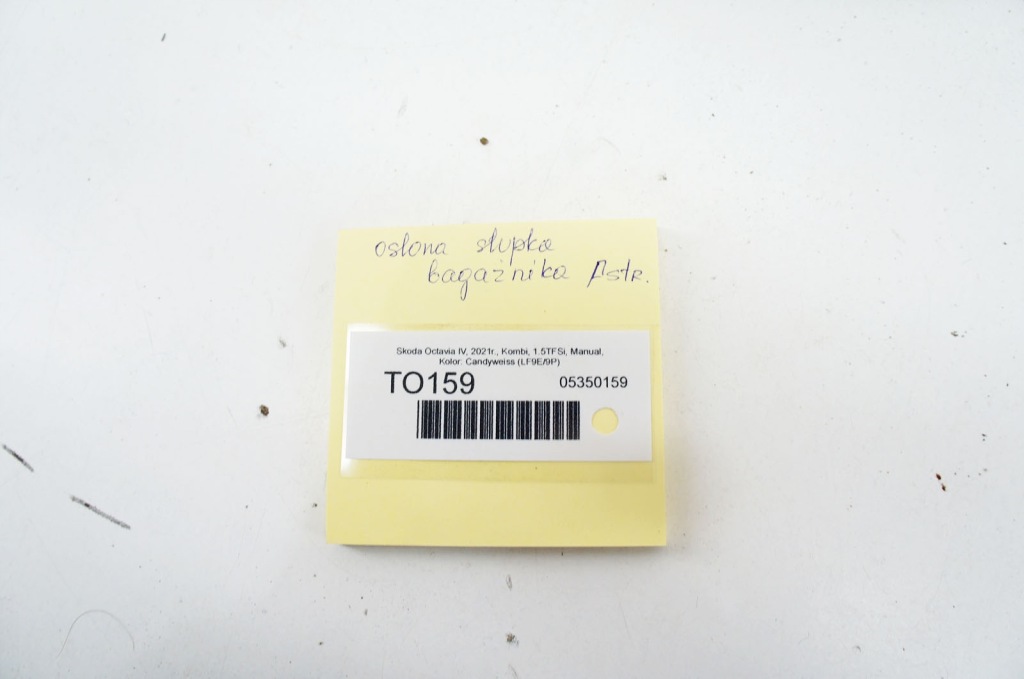 osłona słupka
bagażnika Pstr.
Skoda Octavia IV, 2021r., Kombi, 1.5TFSi, Manual,
Kolor: Candyweiss (LF9E/9P)
TO159 05350159